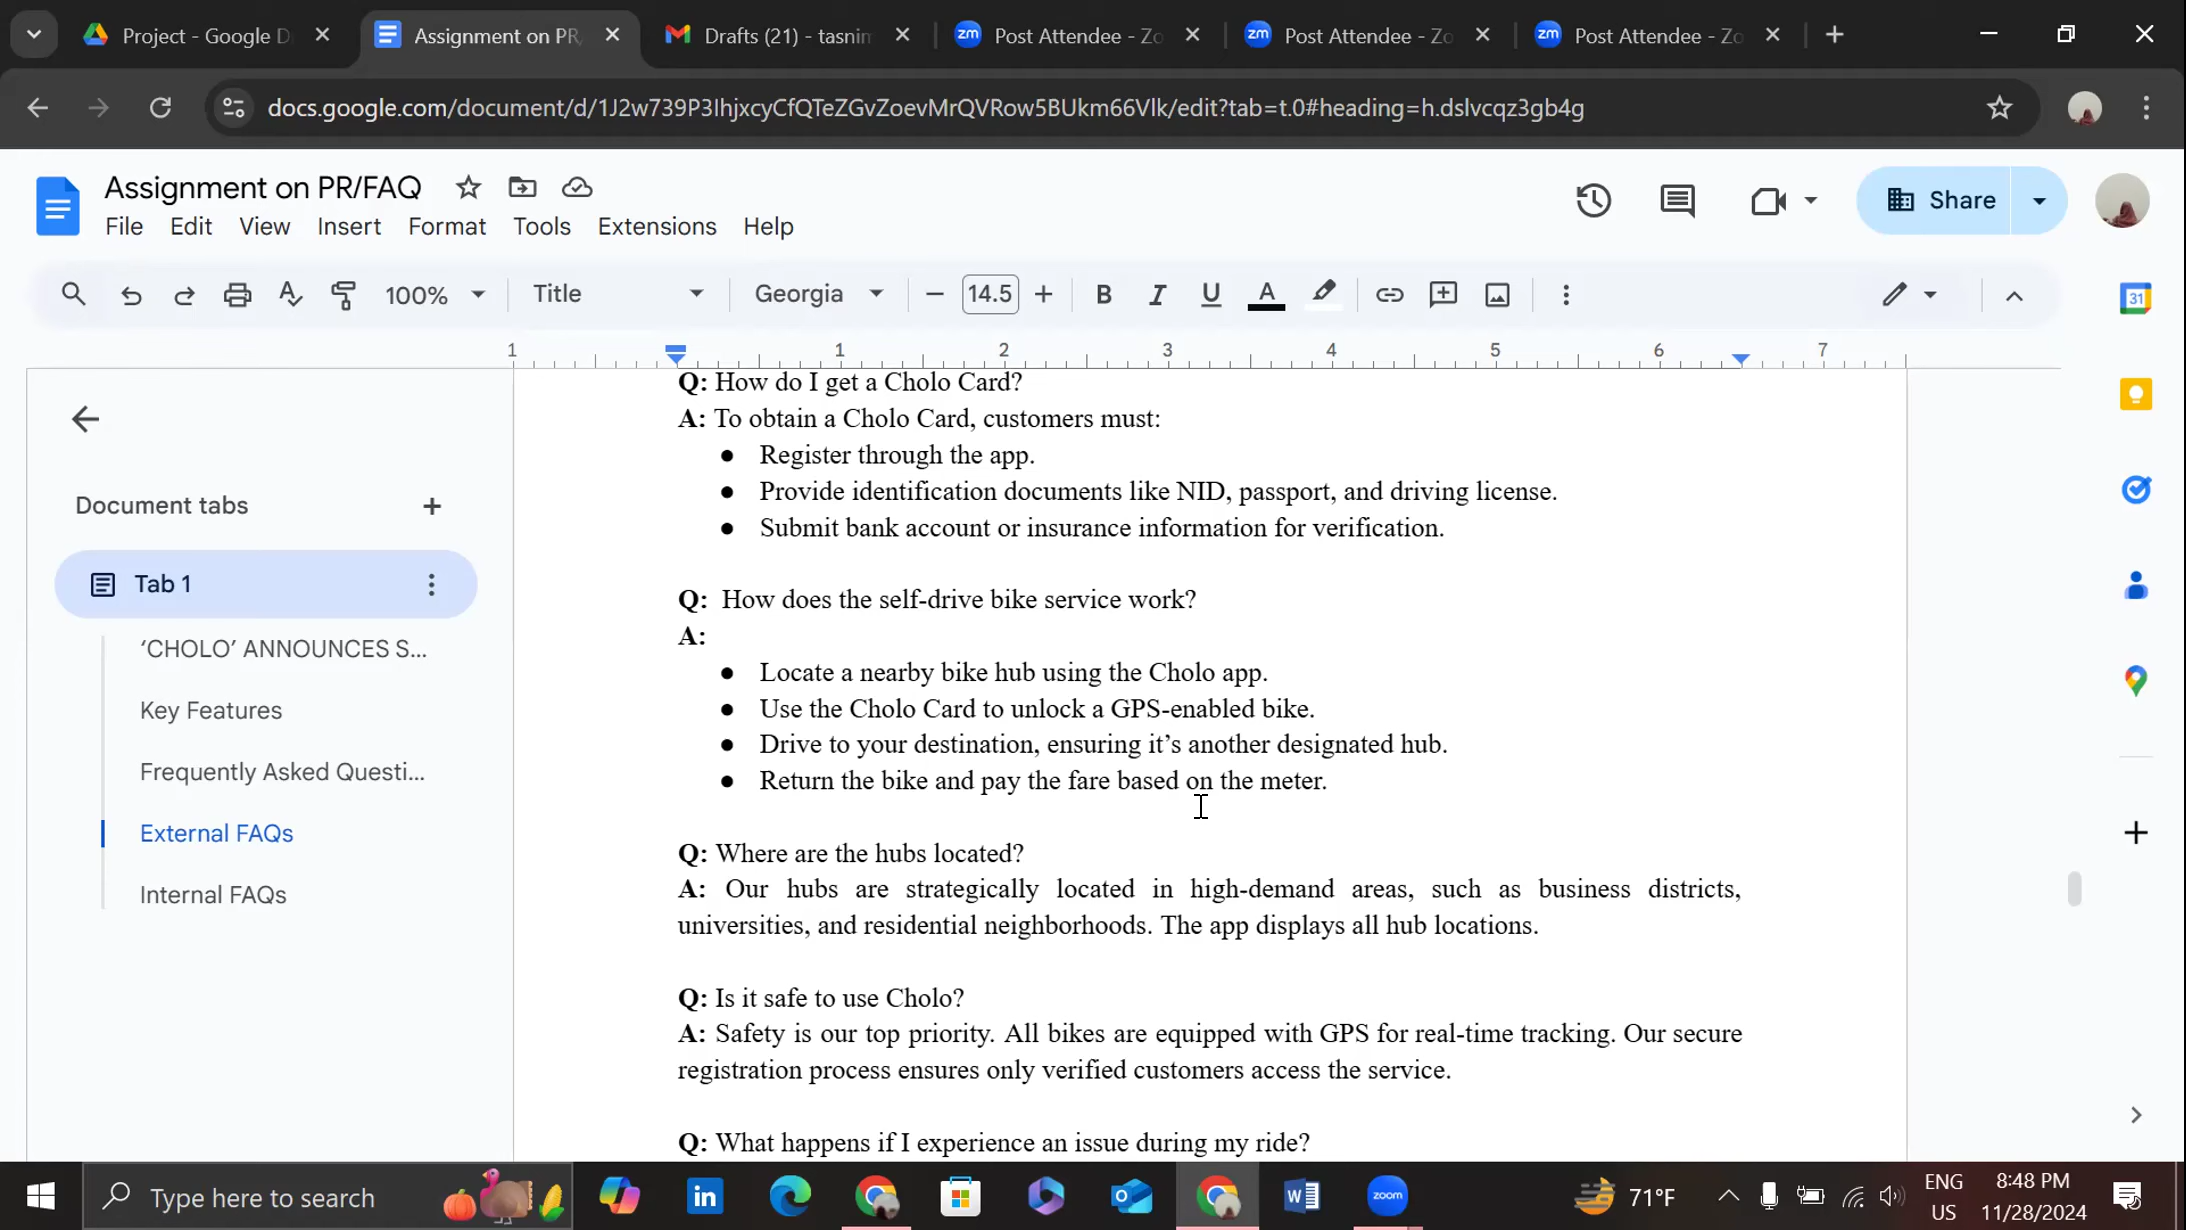 Project - Google D
Assignment on PR/
Drafts (21) - tasnim
Post Attendee - Zo
Post Attendee - Zo
Post Attendee - Zo
docs.google.com/document/d/1J2w739P3IhjxcyCfQTeZGvZoevMrQVRow5BUkm66Vlk/edit?tab=t.0#heading=h.dslvcqz3gb4g
Assignment on PR/FAQ
File Edit View Insert Format Tools Extensions Help
Share
100% Title Georgia 14.5
B I U A
31
1 1 2 3 4 5 6 7
Document tabs
Tab 1
‘CHOLO’ ANNOUNCES S...
Key Features
Frequently Asked Questi...
External FAQs
Internal FAQs
Q: How do I get a Cholo Card?
A: To obtain a Cholo Card, customers must:
● Register through the app.
● Provide identification documents like NID, passport, and driving license.
● Submit bank account or insurance information for verification.
Q: How does the self-drive bike service work?
A:
● Locate a nearby bike hub using the Cholo app.
● Use the Cholo Card to unlock a GPS-enabled bike.
● Drive to your destination, ensuring it’s another designated hub.
● Return the bike and pay the fare based on the meter.
Q: Where are the hubs located?
A: Our hubs are strategically located in high-demand areas, such as business districts,
universities, and residential neighborhoods. The app displays all hub locations.
Q: Is it safe to use Cholo?
A: Safety is our top priority. All bikes are equipped with GPS for real-time tracking. Our secure
registration process ensures only verified customers access the service.
Q: What happens if I experience an issue during my ride?
Type here to search
zoom
71°F
ENG
US
8:48 PM
11/28/2024